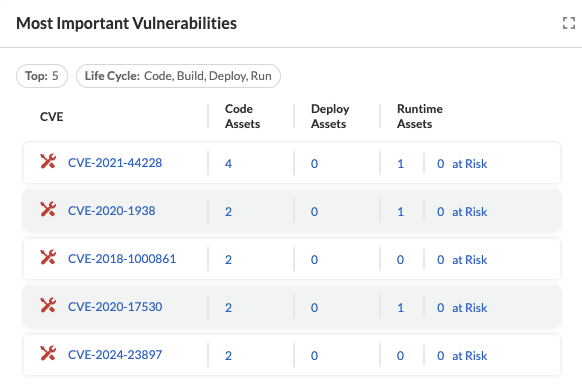 Most Important Vulnerabilities
Top: 5 Life Cycle: Code, Build, Deploy, Run
CVE Code Assets Deploy Assets Runtime Assets
CVE-2021-44228 4 0 1 0 at Risk
CVE-2020-1938 2 0 1 0 at Risk
CVE-2018-1000861 2 0 0 0 at Risk
CVE-2020-17530 2 0 1 0 at Risk
CVE-2024-23897 2 0 0 0 at Risk